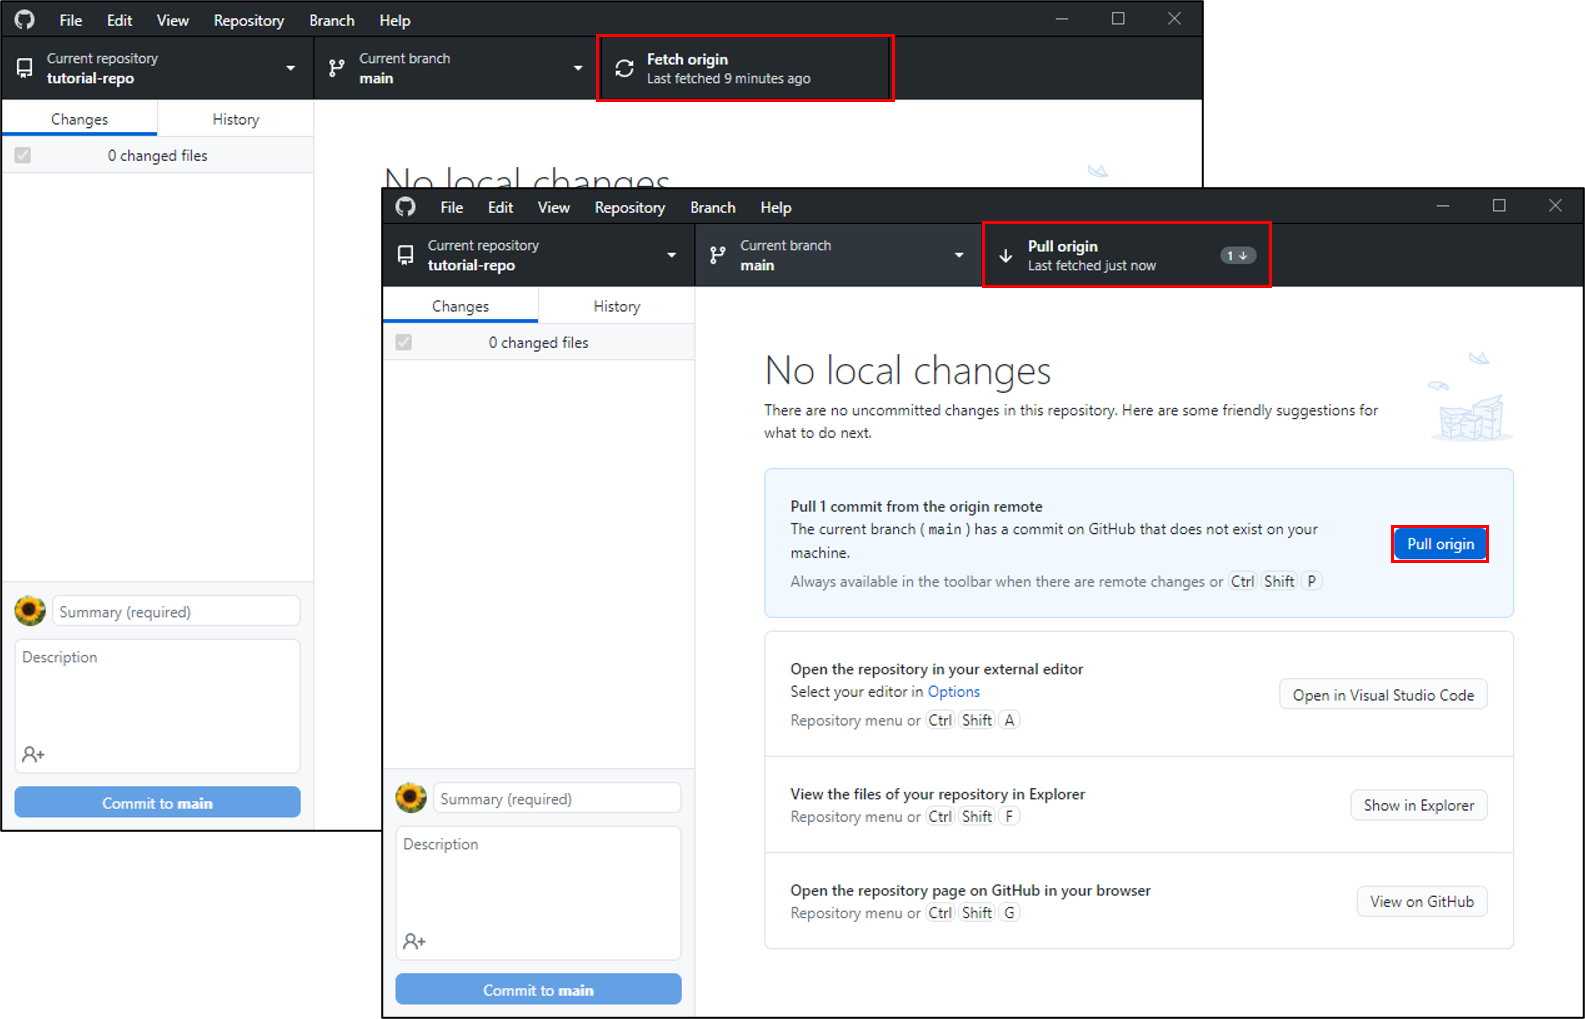 File Edit View Repository Branch Help
Current repository
tutorial-repo
Current branch
main
Fetch origin
Last fetched 9 minutes ago
Changes History
0 changed files
No local changes
Summary (required)
Description
Commit to main
File Edit View Repository Branch Help
Current repository
tutorial-repo
Current branch
main
Pull origin
Last fetched just now
1
Changes History
0 changed files
No local changes
There are no uncommitted changes in this repository. Here are some friendly suggestions for
what to do next.
Pull 1 commit from the origin remote
The current branch ( main ) has a commit on GitHub that does not exist on your
machine.
Always available in the toolbar when there are remote changes or Ctrl Shift P
Pull origin
Open the repository in your external editor
Select your editor in Options
Repository menu or Ctrl Shift A
Open in Visual Studio Code
View the files of your repository in Explorer
Repository menu or Ctrl Shift F
Show in Explorer
Open the repository page on GitHub in your browser
Repository menu or Ctrl Shift G
View on GitHub
Summary (required)
Description
Commit to main